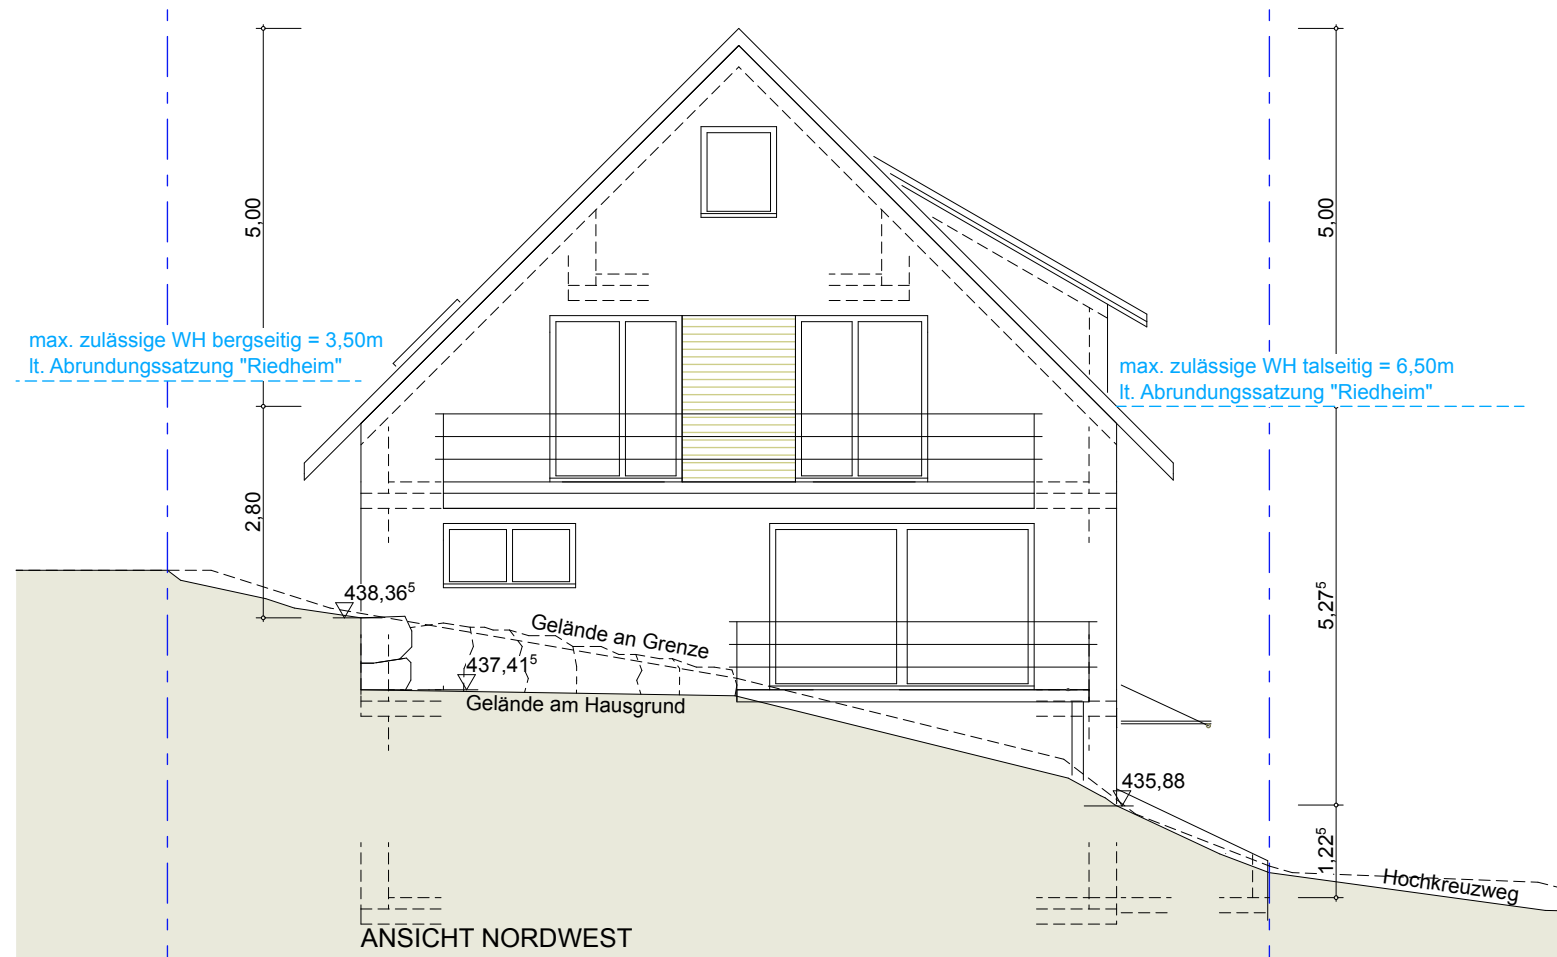 5,00
5,00
max. zulässige WH bergseitig = 3,50m
lt. Abrundungssatzung "Riedheim"
max. zulässige WH talseitig = 6,50m
lt. Abrundungssatzung "Riedheim"
2,80
438,36⁵
5,27⁵
Gelände an Grenze
437,41⁵
Gelände am Hausgrund
435,88
1,22⁵
Hochkreuzweg
ANSICHT NORDWEST